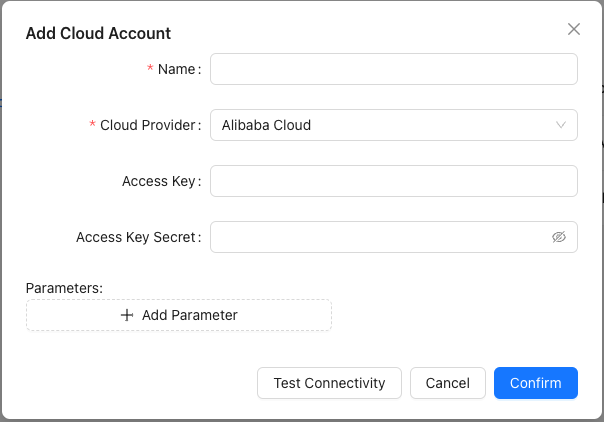 Add Cloud Account
* Name :
* Cloud Provider : Alibaba Cloud
Access Key :
Access Key Secret :
Parameters:
Add Parameter
Test Connectivity Cancel Confirm